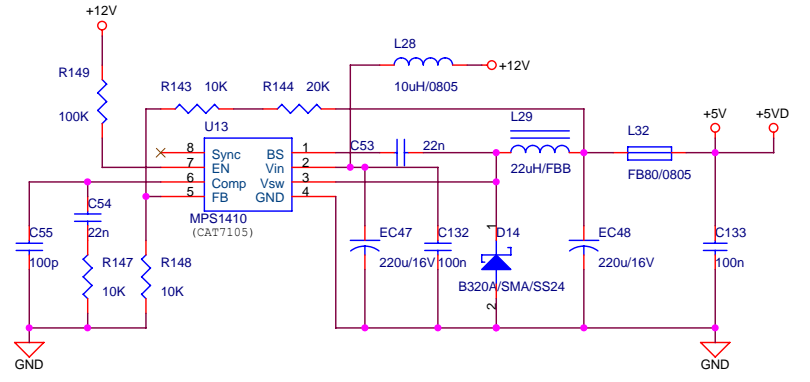 +12V
L28
R149
R143 10K R144 20K
+12V
10uH/0805
+5V +5VD
100K
U13
L29
L32
C53 22n
8 Sync BS 1
7 EN Vin 2
6 Comp Vsw 3
5 FB GND 4
22uH/FBB
FB80/0805
MPS1410
(CAT7105)
C54
22n
C55
100p
R147
10K
R148
10K
EC47
220u/16V
C132
100n
1
D14
B320A/SMA/SS24
2
EC48
220u/16V
C133
100n
GND
GND